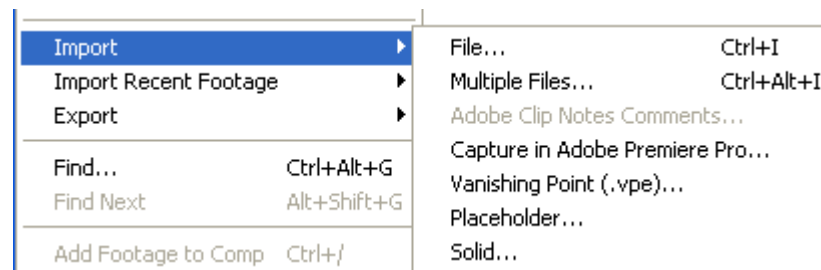 Import
Import Recent Footage
Export
Find... Ctrl+Alt+G
Find Next Alt+Shift+G
Add Footage to Comp Ctrl+/
File... Ctrl+I
Multiple Files... Ctrl+Alt+I
Adobe Clip Notes Comments...
Capture in Adobe Premiere Pro...
Vanishing Point (.vpe)...
Placeholder...
Solid...